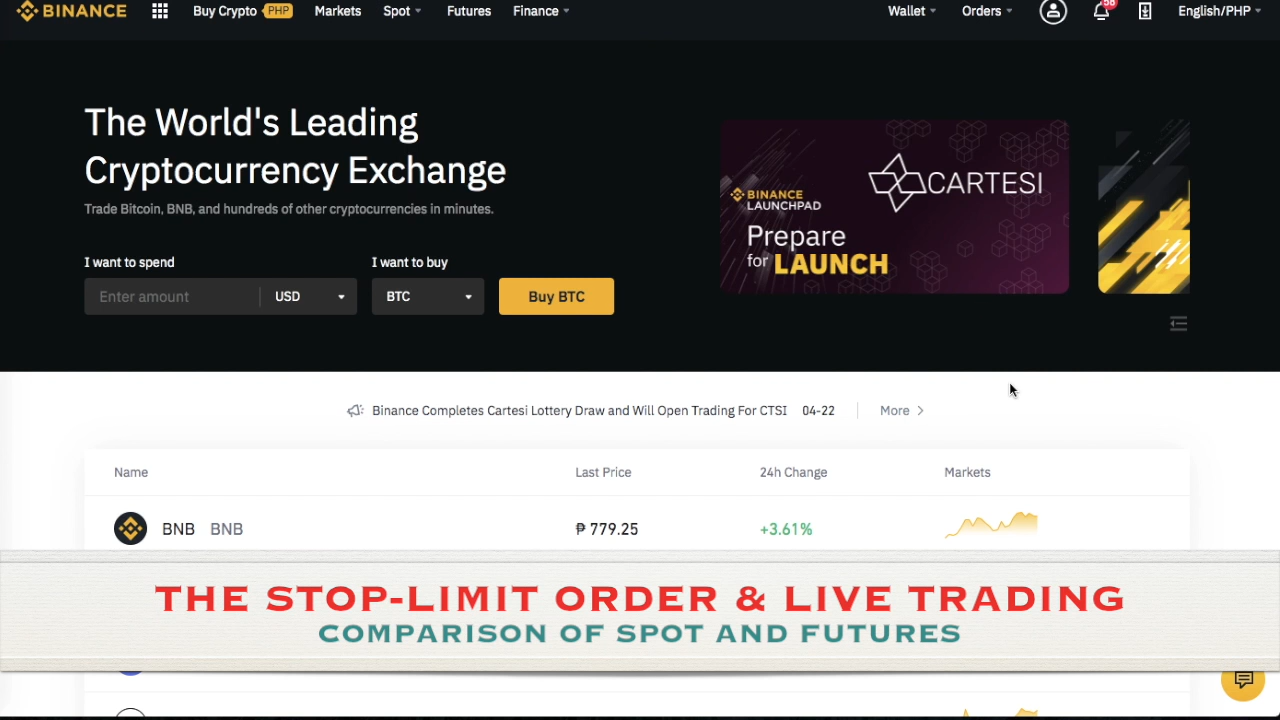 BINANCE
Buy Crypto PHP Markets Spot Futures Finance
Wallet Orders 58 English/PHP
The World's Leading
Cryptocurrency Exchange
Trade Bitcoin, BNB, and hundreds of other cryptocurrencies in minutes.
I want to spend
I want to buy
Enter amount USD
BTC
Buy BTC
BINANCE
LAUNCHPAD
CARTESI
Prepare
for LAUNCH
Binance Completes Cartesi Lottery Draw and Will Open Trading For CTSI 04-22 More
Name Last Price 24h Change Markets
BNB BNB ₱ 779.25 +3.61%
THE STOP-LIMIT ORDER & LIVE TRADING
COMPARISON OF SPOT AND FUTURES